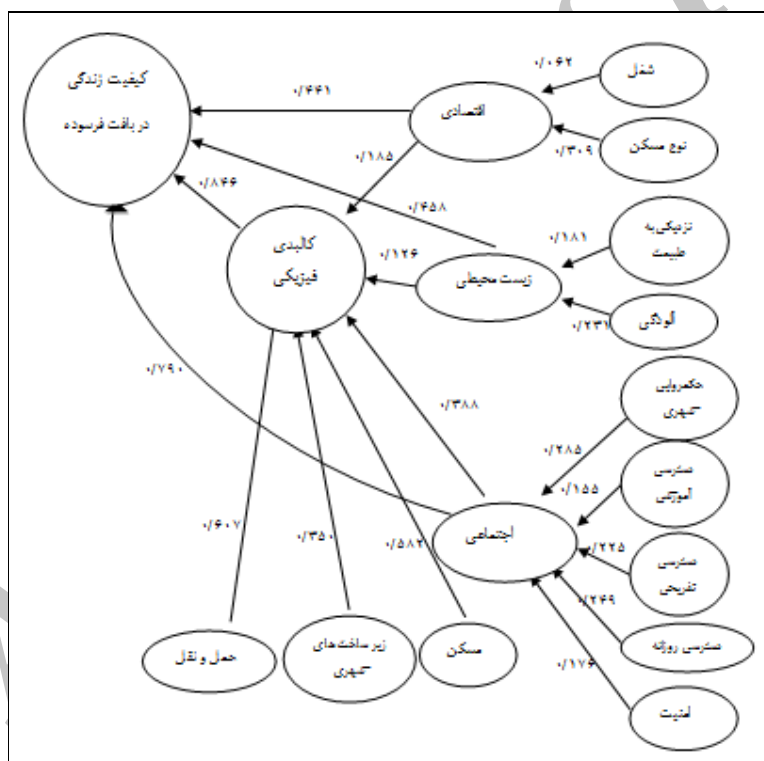 کیفیت زندگی
در بافت فرسوده
۰/۴۴۱
اقتصادی
۰/۰۶۲
شغل
۰/۳۰۹
نوع مسکن
۰/۱۸۵
۰/۸۴۶
۰/۴۵۸
کالبدی
فیزیکی
۰/۱۲۶
زیست محیطی
۰/۱۸۱
نزدیکی به
طبیعت
۰/۲۳۱
آلودگی
۰/۷۹۰
۰/۳۸۸
حکمروایی
شهری
۰/۲۸۵
دسترسی
آموزشی
۰/۱۵۵
اجتماعی
دسترسی
تفریحی
۰/۲۲۵
۰/۲۴۹
دسترسی روزانه
۰/۱۷۶
امنیت
۰/۶۰۷
۰/۳۵۰
۰/۵۸۲
حمل و نقل
زیر ساخت‌های
شهری
مسکن